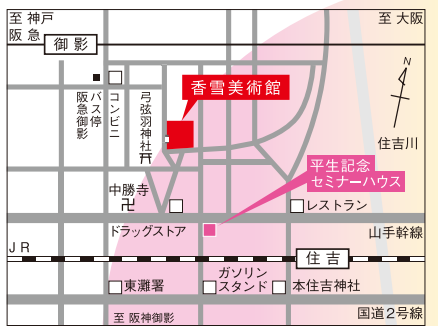 至 神戸
至 大阪
阪 急
御 影
N
香雪美術館
バス停
阪急御影
コンビニ
弓弦羽神社
住吉川
平生記念
セミナーハウス
中勝寺
卍
レストラン
ドラッグストア
山手幹線
JR
住 吉
東灘署
ガソリン
スタンド
本住吉神社
至 阪神御影
国道2号線